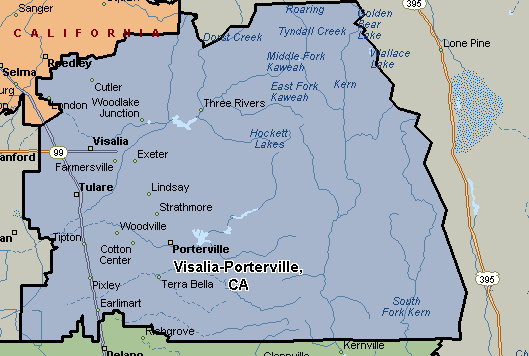 Sanger
Roaring
Golden
Bear
Lake
395
CALIFORNIA
Dorst Creek
Tyndall Creek
Lone Pine
Middle Fork
Kaweah
Wallace
Lake
Reedley
Selma
Cutler
East Fork
Kaweah
Kern
London
Woodlake
Junction
Three Rivers
Hockett
Lakes
Visalia
99
Exeter
Farmersville
Tulare
Lindsay
Strathmore
Woodville
Tipton
Cotton
Center
Porterville
Visalia-Porterville,
CA
Pixley
Terra Bella
395
Earlimart
South
Fork Kern
Richgrove
Delano
Glennville
Kernville